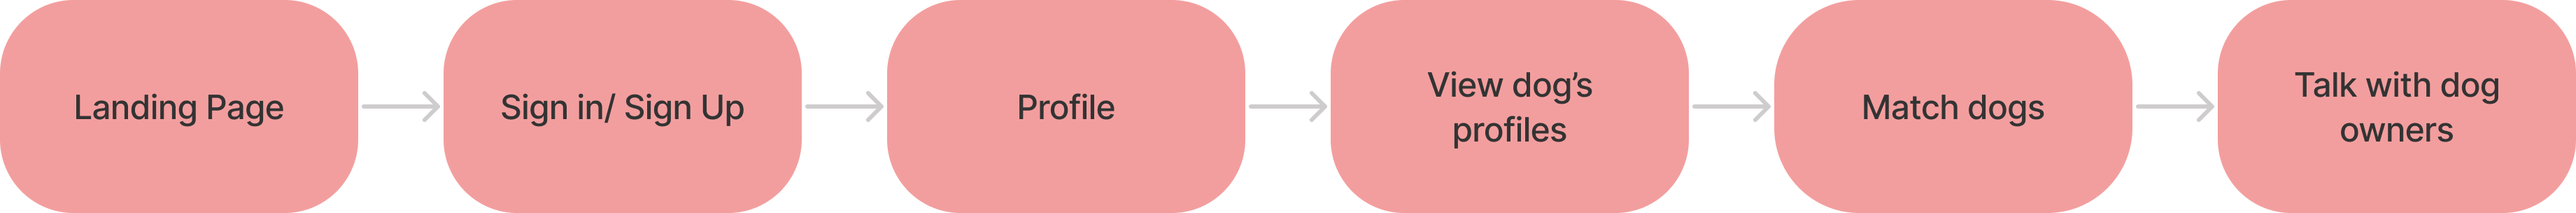 Landing Page
Sign in/ Sign Up
Profile
View dog’s
profiles
Match dogs
Talk with dog
owners